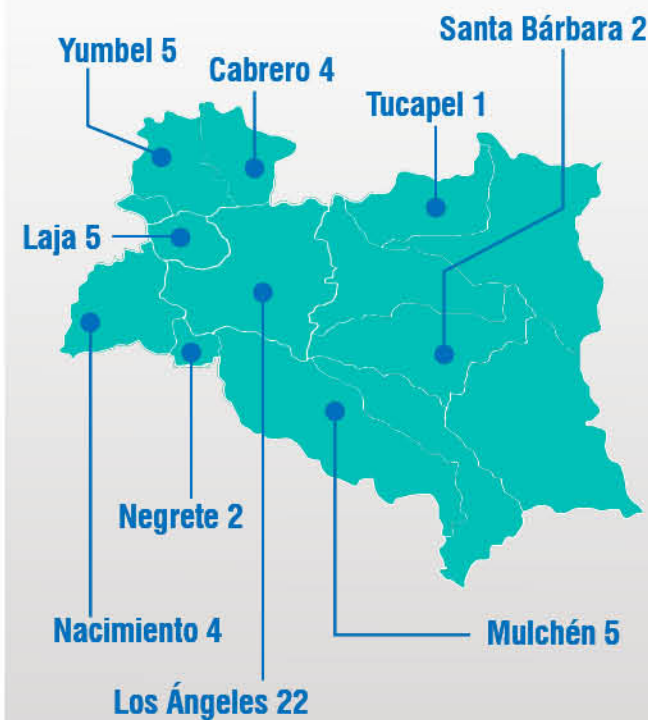 Santa Bárbara 2
Yumbel 5
Cabrero 4
Tucapel 1
Laja 5
Negrete 2
Nacimiento 4
Mulchén 5
Los Ángeles 22